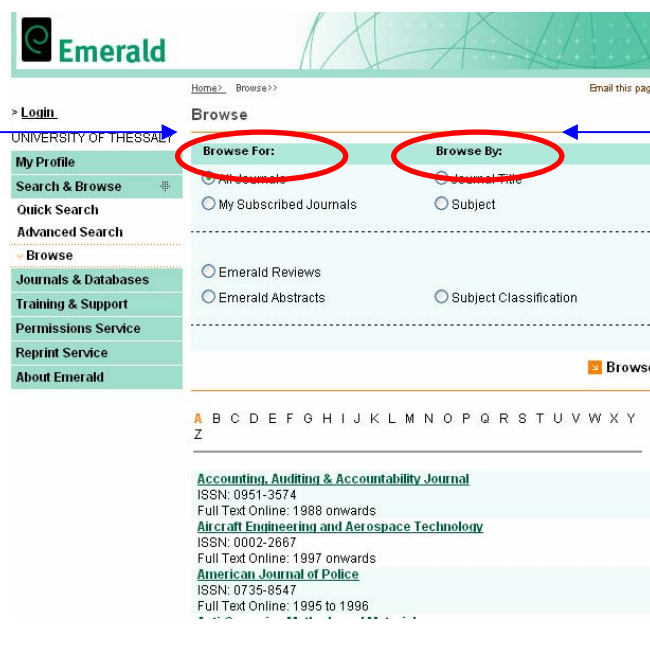 Emerald
Home> Browse>>
Email this pag
> Login
Browse
UNIVERSITY OF THESSALY
Browse For:
Browse By:
My Profile
All Journals
Journal Title
Search & Browse
My Subscribed Journals
Subject
Quick Search
Advanced Search
Browse
Emerald Reviews
Journals & Databases
Emerald Abstracts
Subject Classification
Training & Support
Permissions Service
Reprint Service
Browse
About Emerald
A B C D E F G H I J K L M N O P Q R S T U V W X Y
Z
Accounting, Auditing & Accountability Journal
ISSN: 0951-3574
Full Text Online: 1988 onwards
Aircraft Engineering and Aerospace Technology
ISSN: 0002-2667
Full Text Online: 1997 onwards
American Journal of Police
ISSN: 0735-8547
Full Text Online: 1995 to 1996